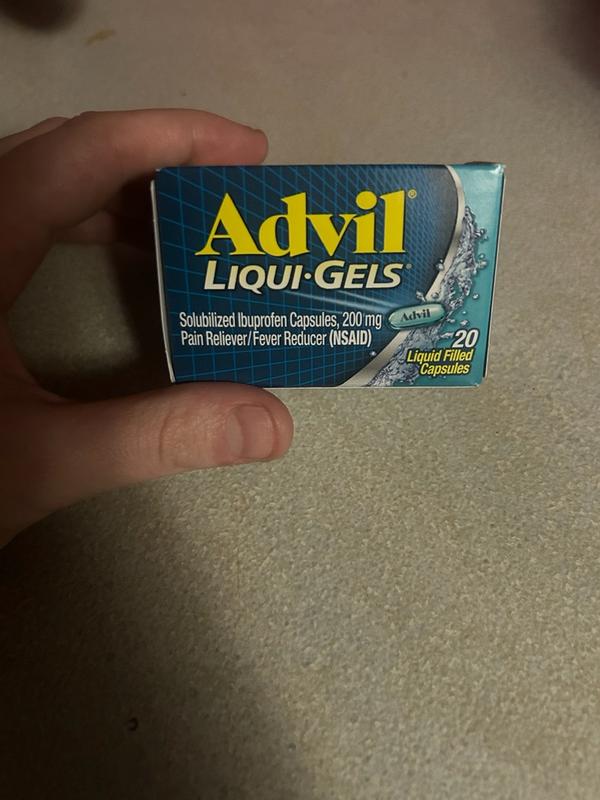 Advil®
LIQUI·GELS®
Solubilized Ibuprofen Capsules, 200 mg
Pain Reliever/Fever Reducer (NSAID)
Advil
20
Liquid Filled
Capsules